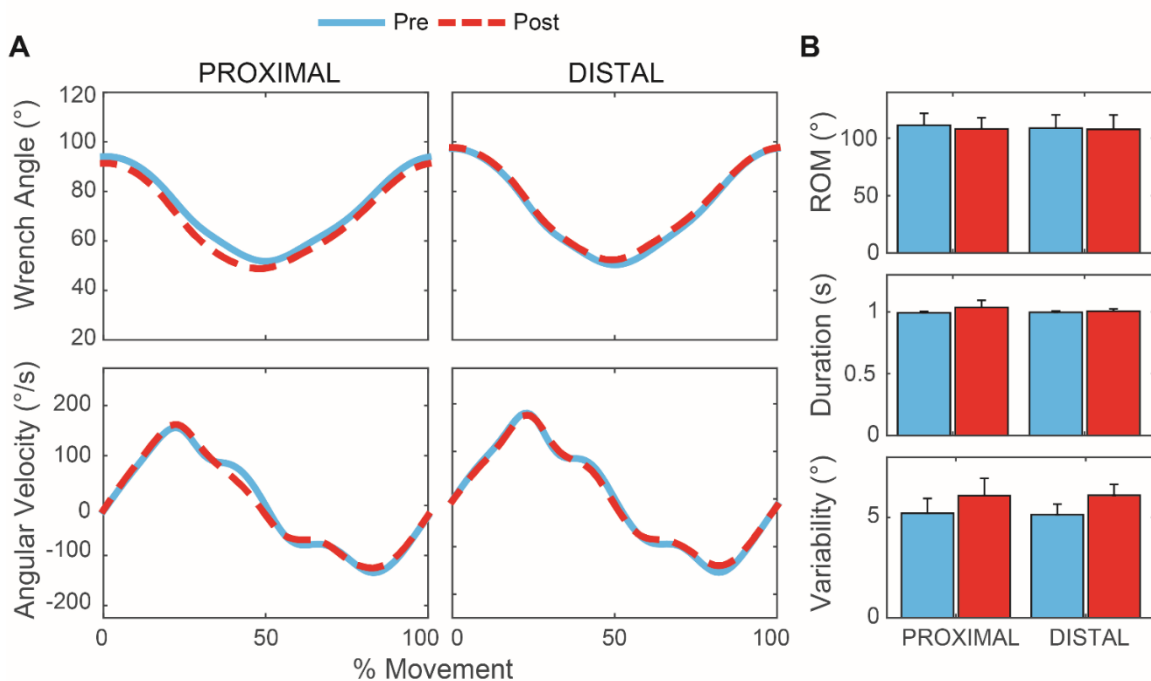 Pre Post
A
B
PROXIMAL
DISTAL
Wrench Angle (°)
120
100
80
60
40
20
Angular Velocity (°/s)
200
100
0
-100
-200
0
50
100
0
50
100
% Movement
ROM (°)
100
50
0
Duration (s)
1
0.5
0
Variability (°)
5
0
PROXIMAL
DISTAL